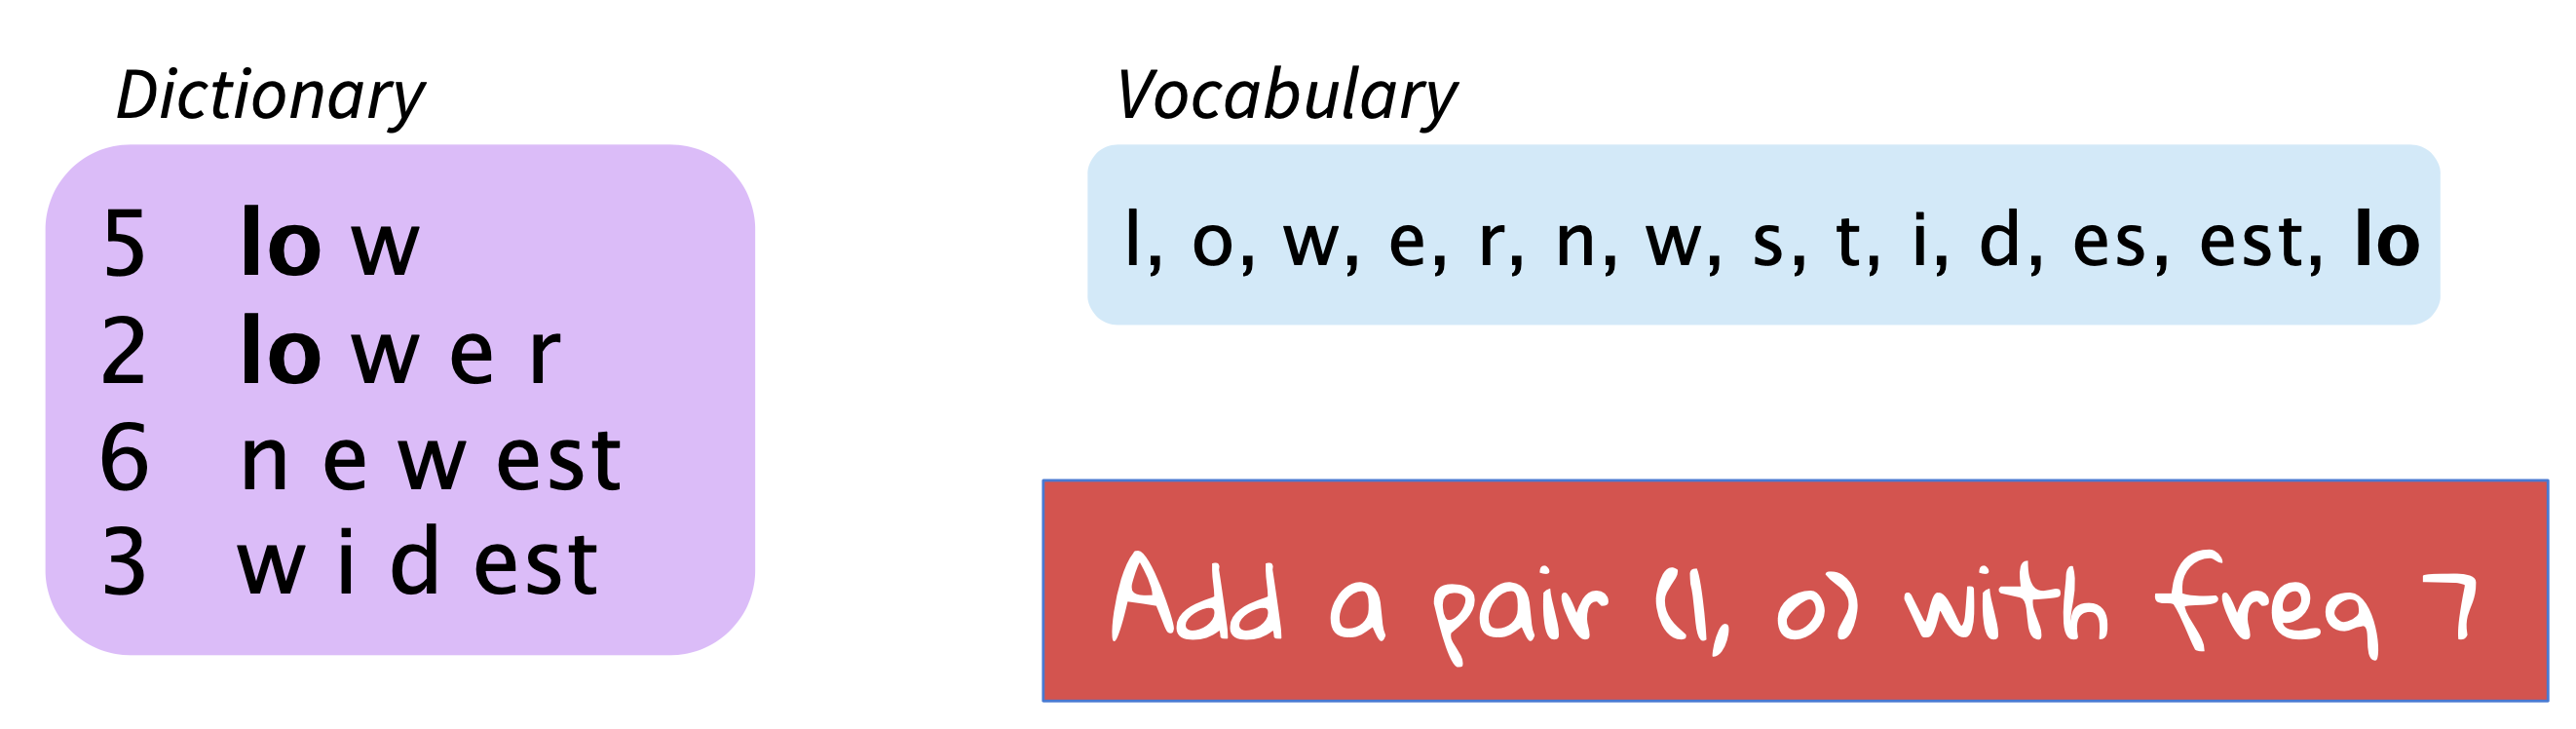 Dictionary
5 lo w
2 lo w e r
6 n e w est
3 w i d est
Vocabulary
l, o, w, e, r, n, w, s, t, i, d, es, est, lo
Add a pair (l, o) with freq 7